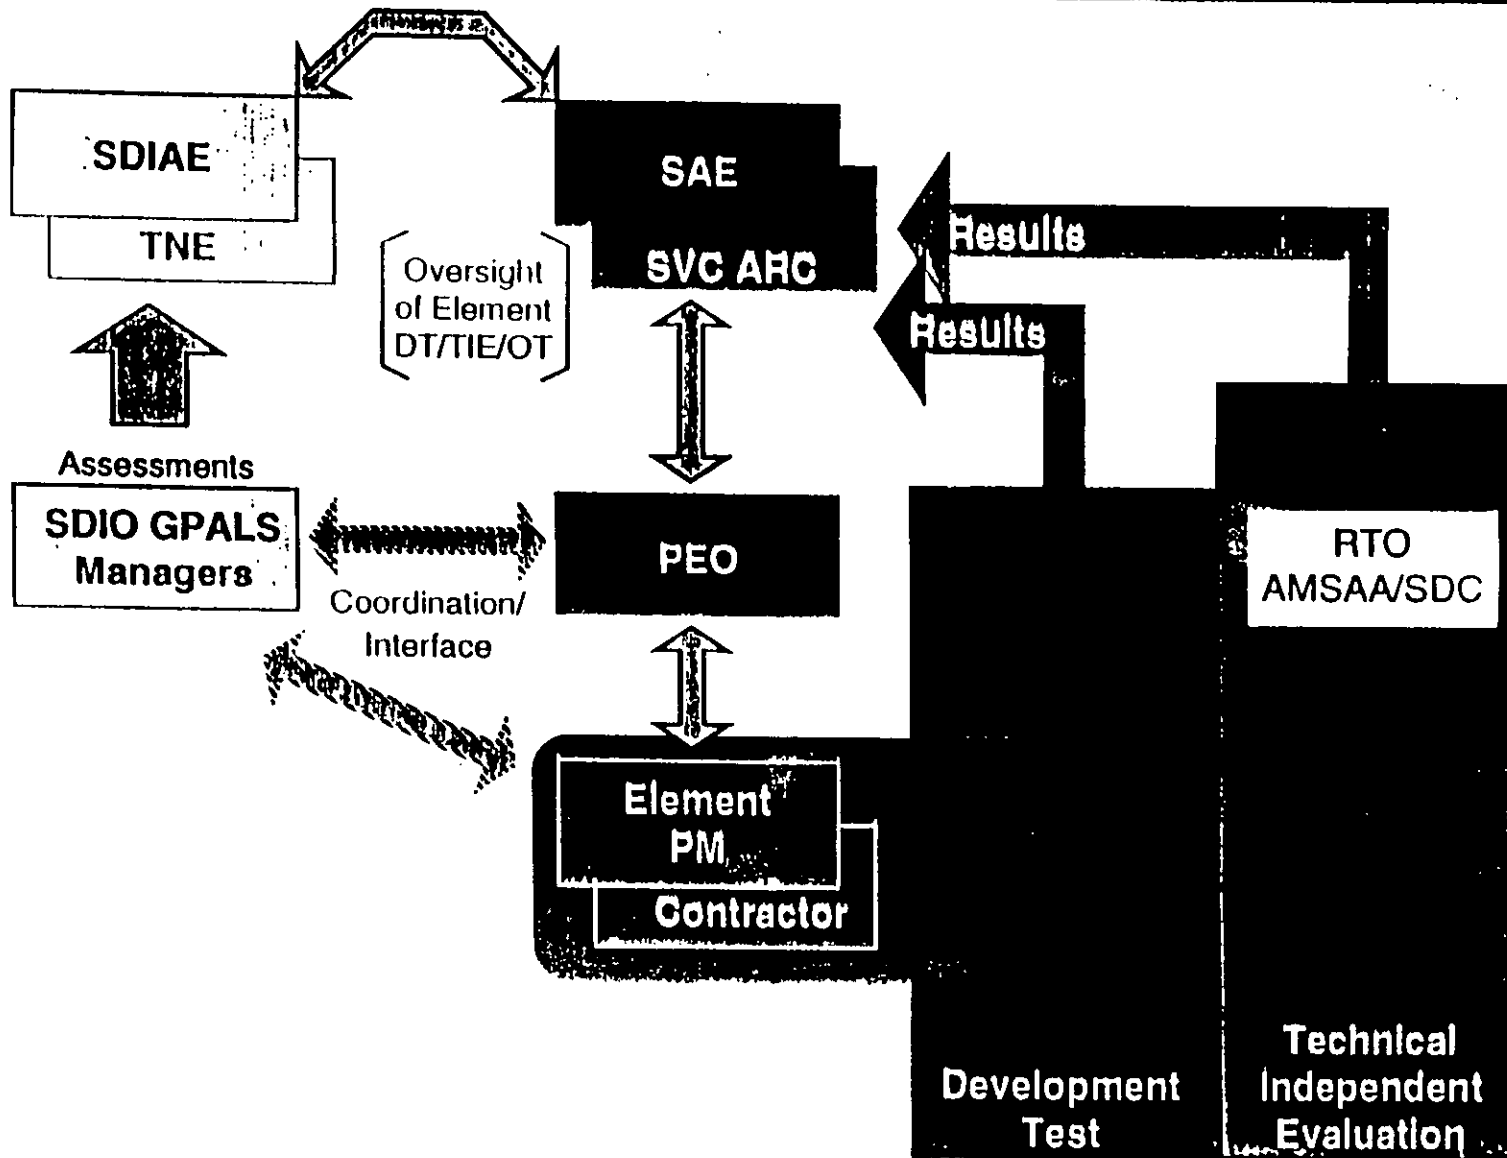 SDIAE
TNE
SAE
SVC ARC
Oversight
of Element
DT/TIE/OT
Results
Results
Assessments
SDIO GPALS
Managers
Coordination/
Interface
PEO
RTO
AMSAA/SDC
Element
PM
Contractor
Development
Test
Technical
Independent
Evaluation